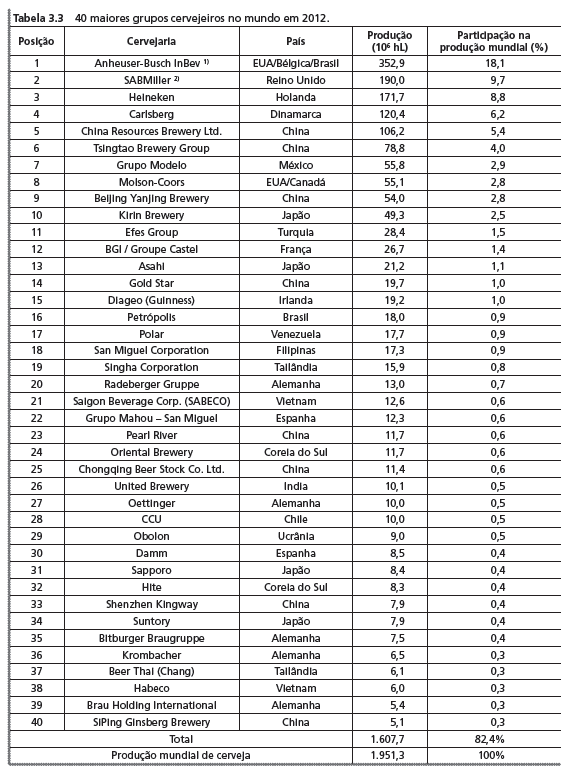 Tabela 3.3 40 maiores grupos cervejeiros no mundo em 2012.
Posição Cervejaria País Produção (10⁶ hL) Participação na produção mundial (%)
1 Anheuser-Busch InBev ¹⁾ EUA/Bélgica/Brasil 352,9 18,1
2 SABMiller ²⁾ Reino Unido 190,0 9,7
3 Heineken Holanda 171,7 8,8
4 Carlsberg Dinamarca 120,4 6,2
5 China Resources Brewery Ltd. China 106,2 5,4
6 Tsingtao Brewery Group China 78,8 4,0
7 Grupo Modelo México 55,8 2,9
8 Molson-Coors EUA/Canadá 55,1 2,8
9 Beijing Yanjing Brewery China 54,0 2,8
10 Kirin Brewery Japão 49,3 2,5
11 Efes Group Turquia 28,4 1,5
12 BGI / Groupe Castel França 26,7 1,4
13 Asahi Japão 21,2 1,1
14 Gold Star China 19,7 1,0
15 Diageo (Guinness) Irlanda 19,2 1,0
16 Petrópolis Brasil 18,0 0,9
17 Polar Venezuela 17,7 0,9
18 San Miguel Corporation Filipinas 17,3 0,9
19 Singha Corporation Tailândia 15,9 0,8
20 Radeberger Gruppe Alemanha 13,0 0,7
21 Saigon Beverage Corp. (SABECO) Vietnam 12,6 0,6
22 Grupo Mahou – San Miguel Espanha 12,3 0,6
23 Pearl River China 11,7 0,6
24 Oriental Brewery Coreia do Sul 11,7 0,6
25 Chongqing Beer Stock Co. Ltd. China 11,4 0,6
26 United Brewery India 10,1 0,5
27 Oettinger Alemanha 10,0 0,5
28 CCU Chile 10,0 0,5
29 Obolon Ucrânia 9,0 0,5
30 Damm Espanha 8,5 0,4
31 Sapporo Japão 8,4 0,4
32 Hite Coreia do Sul 8,3 0,4
33 Shenzhen Kingway China 7,9 0,4
34 Suntory Japão 7,9 0,4
35 Bitburger Braugruppe Alemanha 7,5 0,4
36 Krombacher Alemanha 6,5 0,3
37 Beer Thai (Chang) Tailândia 6,1 0,3
38 Habeco Vietnam 6,0 0,3
39 Brau Holding International Alemanha 5,4 0,3
40 SiPing Ginsberg Brewery China 5,1 0,3
Total 1.607,7 82,4%
Produção mundial de cerveja 1.951,3 100%